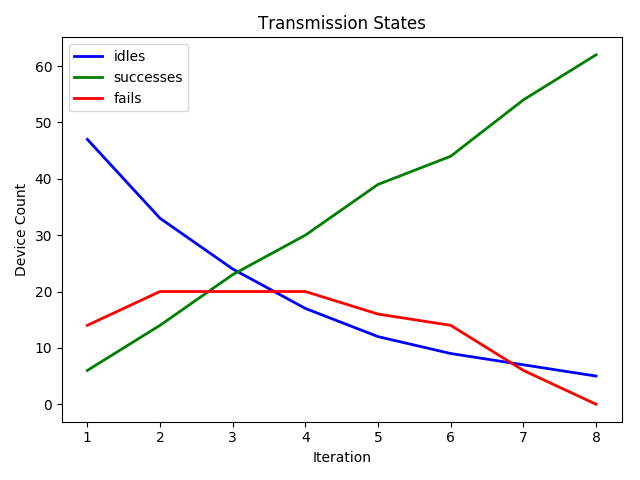 Transmission States
idles
successes
fails
Device Count
60
50
40
30
20
10
0
1 2 3 4 5 6 7 8
Iteration